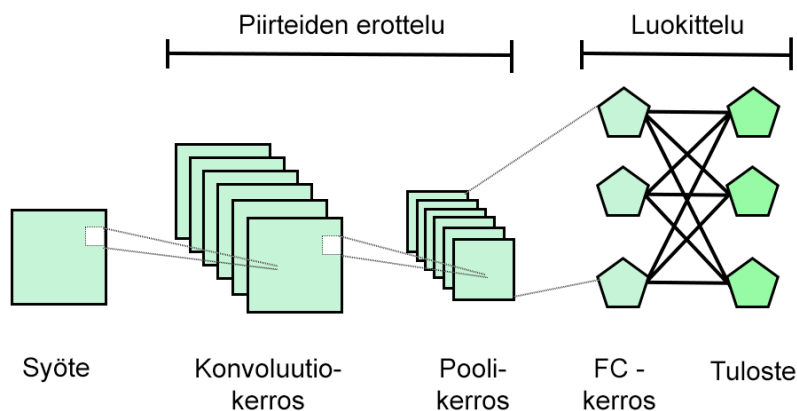 Piirteiden erottelu
Luokittelu
Syöte
Konvoluutio-
kerros
Pooli-
kerros
FC -
kerros
Tuloste